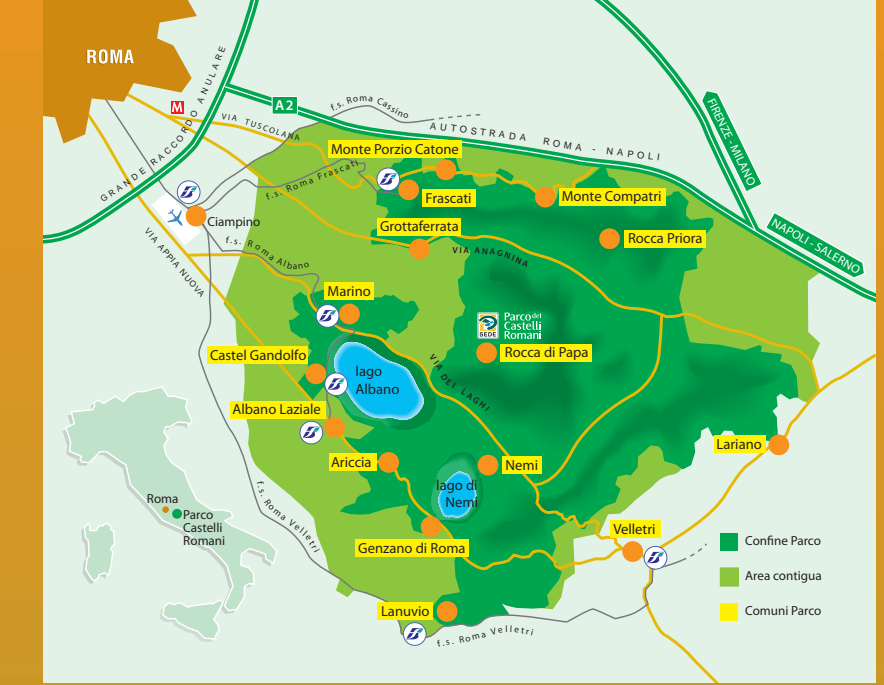 ROMA
GRANDE RACCORDO ANULARE
M
A2
f.s. Roma Cassino
VIA TUSCOLANA
AUTOSTRADA ROMA - NAPOLI
FIRENZE - MILANO
NAPOLI - SALERNO
Monte Porzio Catone
f.s. Roma Frascati
Frascati
Monte Compatri
Ciampino
Grottaferrata
Rocca Priora
VIA ANAGNINA
f.s. Roma Albano
VIA APPIA NUOVA
Marino
Parco dei
Castelli
Romani
SEDE
Castel Gandolfo
Rocca di Papa
lago
Albano
VIA DEI LAGHI
Albano Laziale
Lariano
Ariccia
Nemi
lago di
Nemi
Roma
Parco
Castelli
Romani
f.s. Roma Velletri
Velletri
Genzano di Roma
Confine Parco
Area contigua
Comuni Parco
Lanuvio
f.s. Roma Velletri